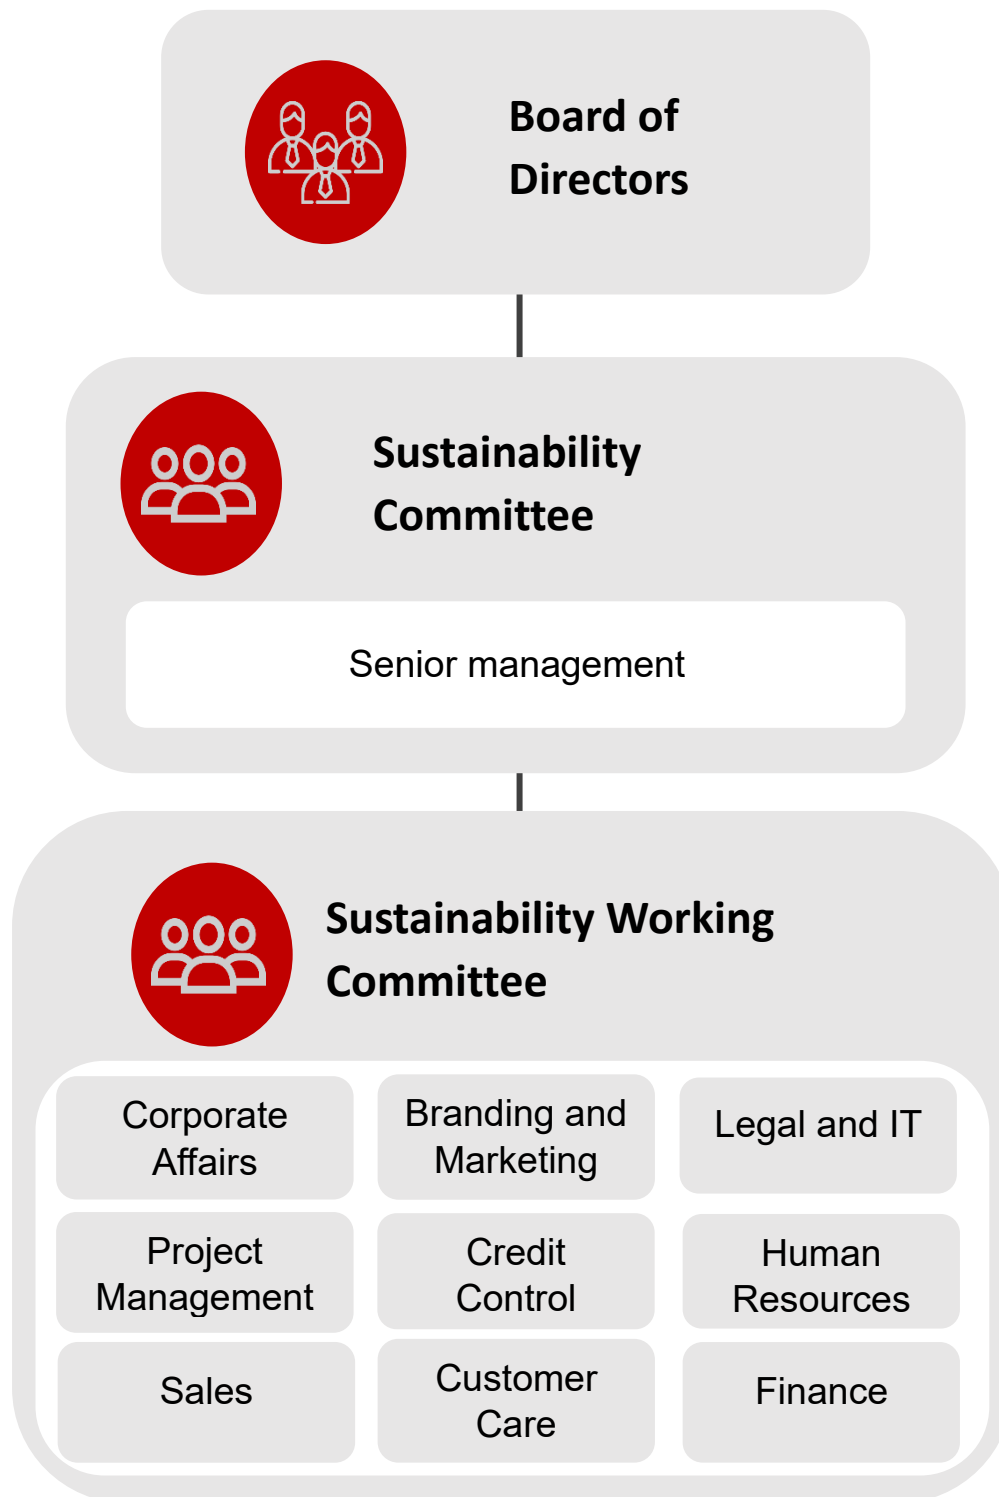 Board of
Directors
Sustainability
Committee
Senior management
Sustainability Working
Committee
Corporate
Affairs
Branding and
Marketing
Legal and IT
Project
Management
Credit
Control
Human
Resources
Sales
Customer
Care
Finance